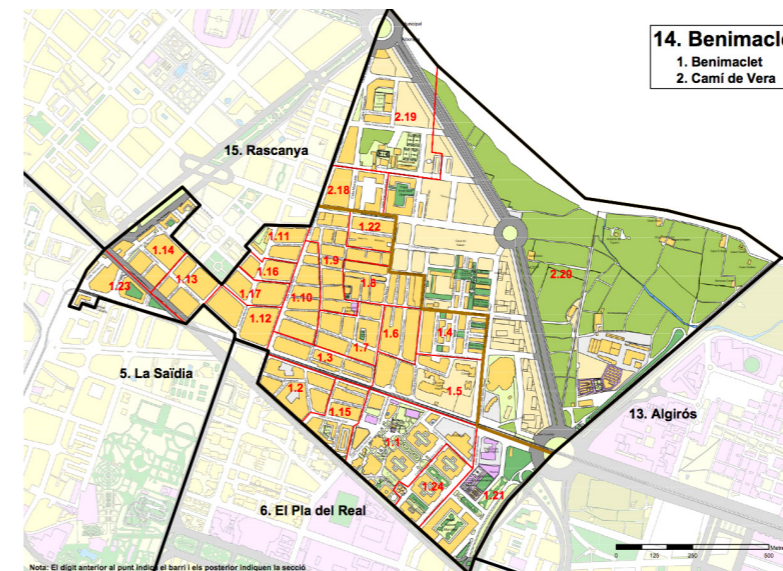 14. Benimacle
1. Benimaclet
2. Camí de Vera
2.19
15. Rascanya
2.18
1.22
1.11
1.14
1.9
1.16
1.8
2.20
1.23
1.13
1.17
1.10
1.12
1.6
1.4
1.7
1.3
5. La Saïdia
1.2
1.5
1.15
13. Algirós
1.1
1.24
1.21
6. El Pla del Real
0 125 250 500
Nota: El dígit anterior al punt indica el barri i els posterior indiquen la secció